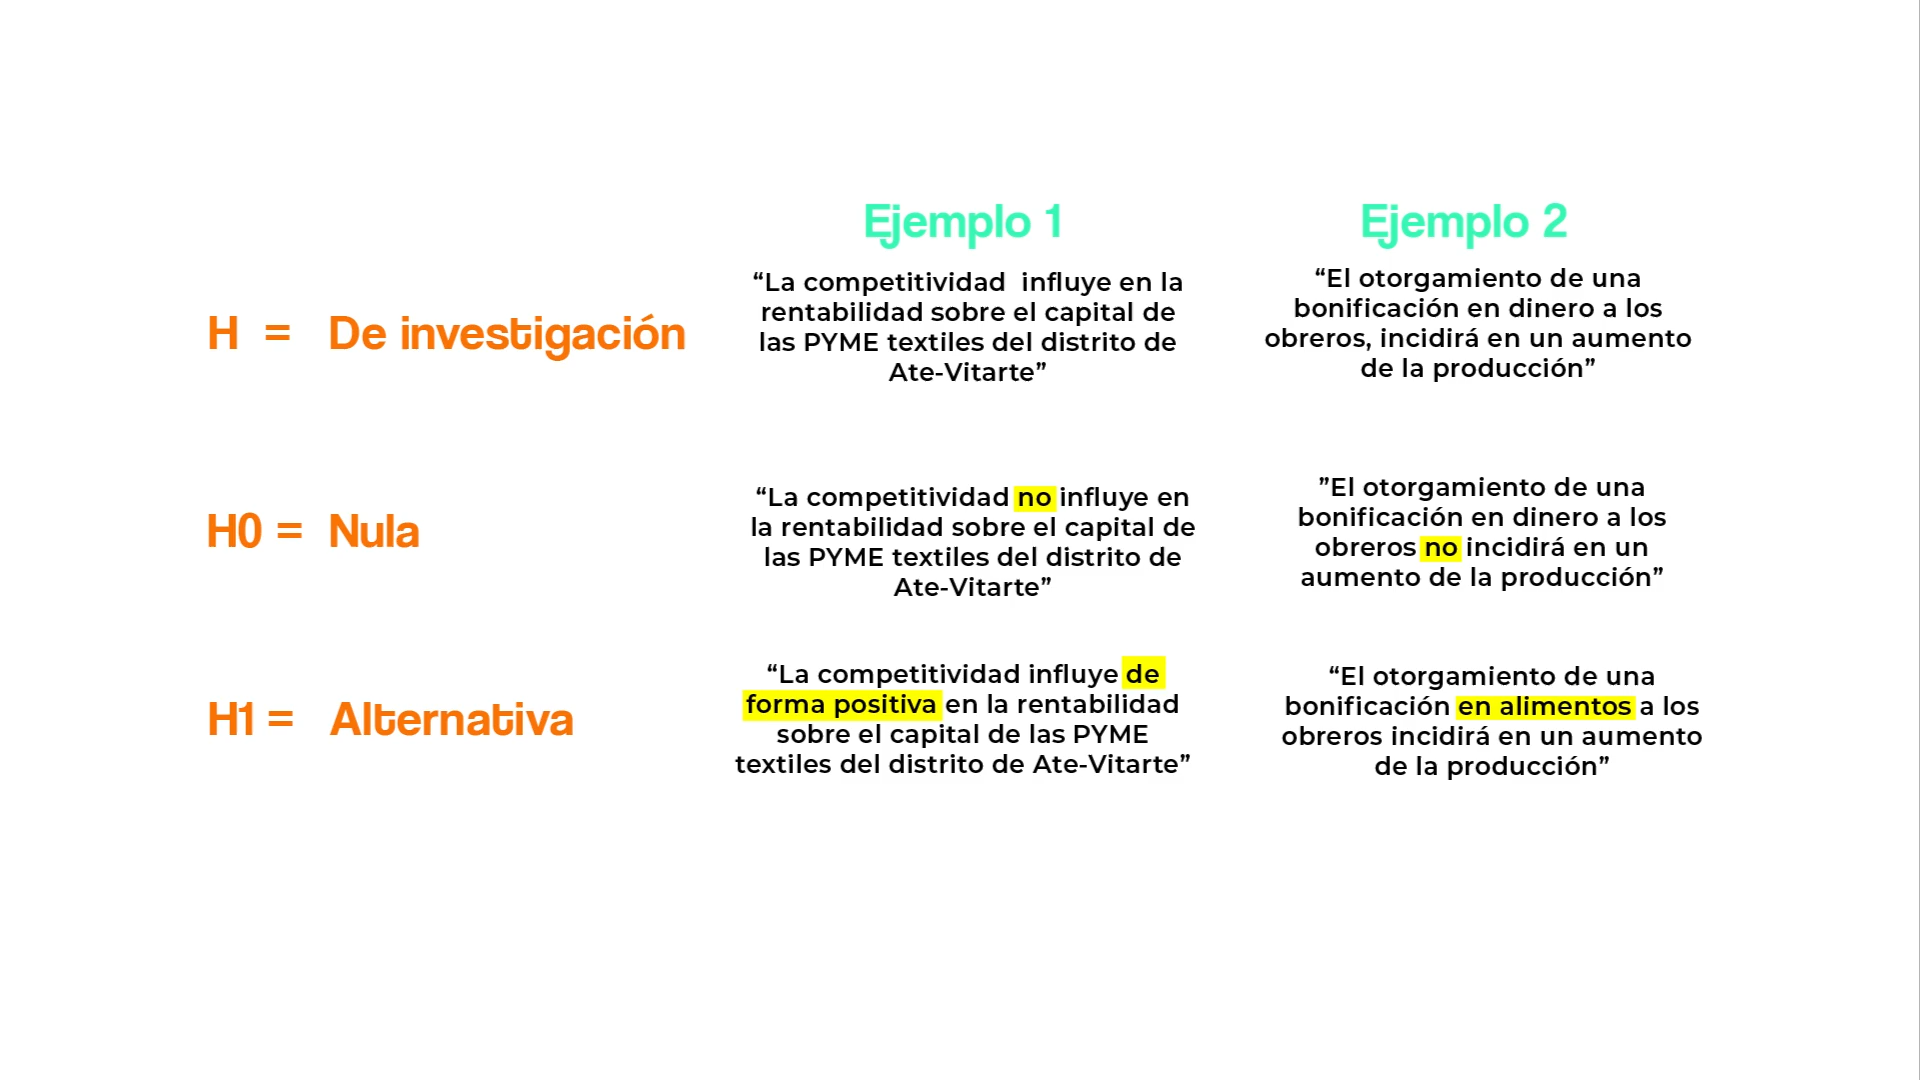 Ejemplo 1
Ejemplo 2
H = De investigación
“La competitividad influye en la
rentabilidad sobre el capital de
las PYME textiles del distrito de
Ate-Vitarte”
“El otorgamiento de una
bonificación en dinero a los
obreros, incidirá en un aumento
de la producción”
H0 = Nula
“La competitividad no influye en
la rentabilidad sobre el capital de
las PYME textiles del distrito de
Ate-Vitarte”
”El otorgamiento de una
bonificación en dinero a los
obreros no incidirá en un
aumento de la producción”
H1 = Alternativa
“La competitividad influye de
forma positiva en la rentabilidad
sobre el capital de las PYME
textiles del distrito de Ate-Vitarte”
“El otorgamiento de una
bonificación en alimentos a los
obreros incidirá en un aumento
de la producción”